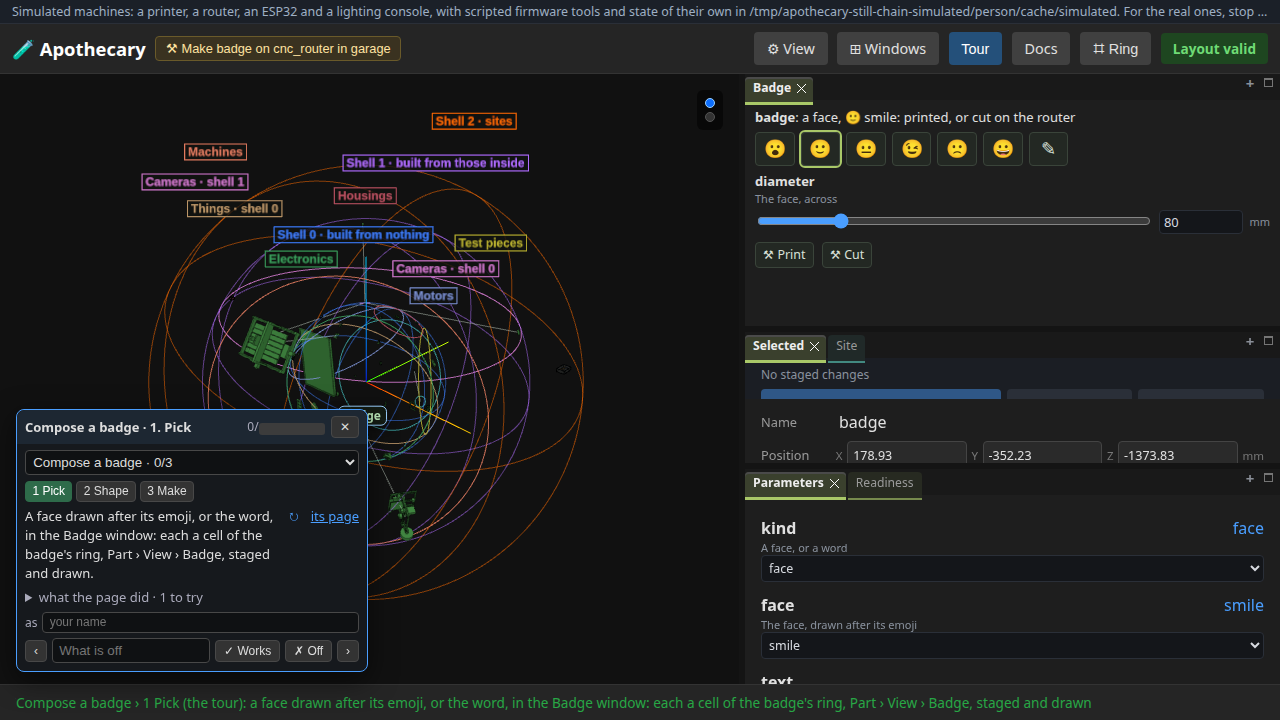 Simulated machines: a printer, a router, an ESP32 and a lighting console, with scripted firmware tools and state of their own in /tmp/apothecary-still-chain-simulated/person/cache/simulated. For the real ones, stop ...
🧪 Apothecary
⚒ Make badge on cnc_router in garage
⚙ View
⊞ Windows
Tour
Docs
⌗ Ring
Layout valid
Shell 2 · sites
Machines
Shell 1 · built from those inside
Cameras · shell 1
Housings
Things · shell 0
Shell 0 · built from nothing
Test pieces
Electronics
Cameras · shell 0
Motors
Badge
badge: a face, 🙂 smile: printed, or cut on the router
😮 🙂 😐 😉 🙁 😀 ✎
diameter
The face, across
80 mm
⚒ Print
⚒ Cut
Selected
Site
No staged changes
Name badge
Position X 178.93 Y -352.23 Z -1373.83 mm
Parameters
Readiness
kind face
A face, or a word
face
face smile
The face, drawn after its emoji
smile
text
Compose a badge · 1. Pick
0/
✕
Compose a badge · 0/3
1 Pick
2 Shape
3 Make
A face drawn after its emoji, or the word,
in the Badge window: each a cell of the
badge's ring, Part › View › Badge, staged
and drawn.
↻ its page
▶ what the page did · 1 to try
as your name
‹ What is off ✓ Works ✗ Off ›
Compose a badge › 1 Pick (the tour): a face drawn after its emoji, or the word, in the Badge window: each a cell of the badge's ring, Part › View › Badge, staged and drawn